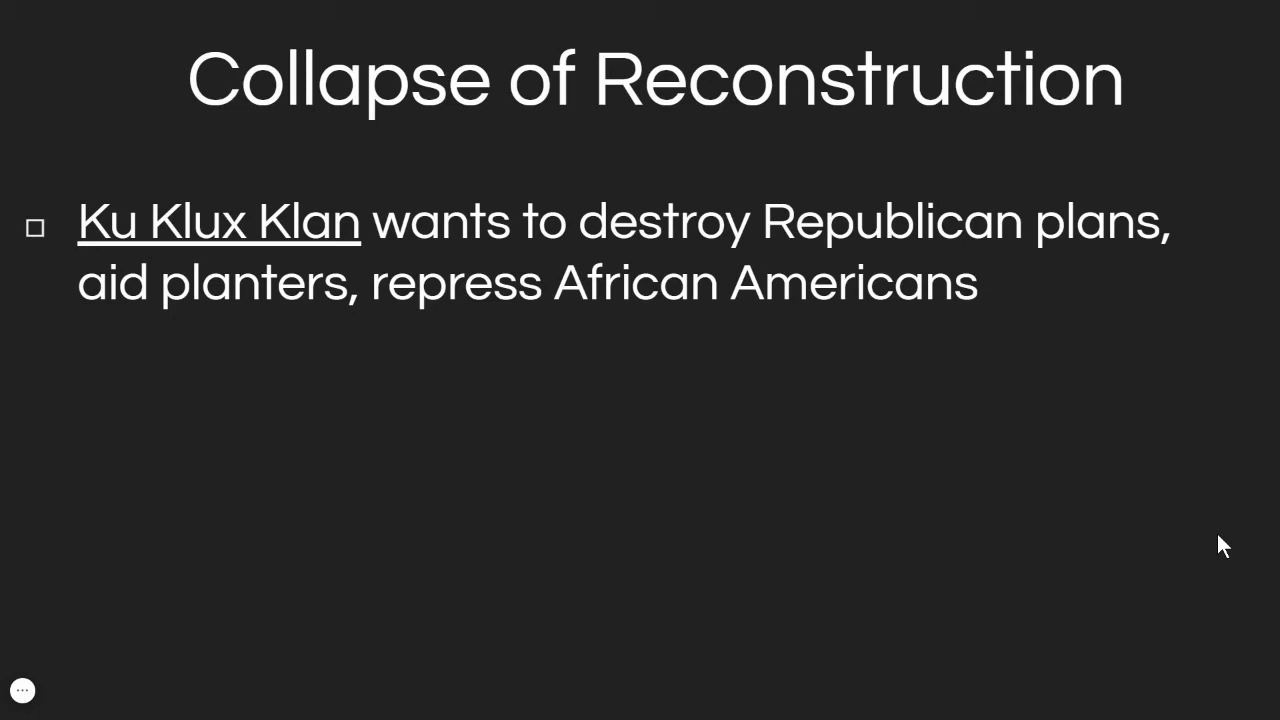 Collapse of Reconstruction
Ku Klux Klan wants to destroy Republican plans,
aid planters, repress African Americans